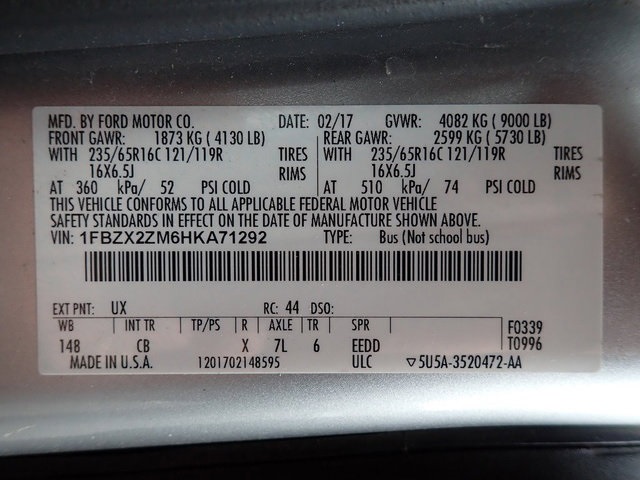 MFD. BY FORD MOTOR CO. DATE: 02/17 GVWR: 4082 KG ( 9000 LB)
FRONT GAWR: 1873 KG ( 4130 LB) REAR GAWR: 2599 KG ( 5730 LB)
WITH 235/65R16C 121/119R TIRES WITH 235/65R16C 121/119R TIRES
16X6.5J RIMS 16X6.5J RIMS
AT 360 kPa/ 52 PSI COLD AT 510 kPa/ 74 PSI COLD
THIS VEHICLE CONFORMS TO ALL APPLICABLE FEDERAL MOTOR VEHICLE
SAFETY STANDARDS IN EFFECT ON THE DATE OF MANUFACTURE SHOWN ABOVE.
VIN: 1FBZX2ZM6HKA71292 TYPE: Bus (Not school bus)
EXT PNT: UX RC: 44 DSO:
WB INT TR TP/PS R AXLE TR SPR F0339
148 CB X 7L 6 EEDD T0996
MADE IN U.S.A. 1201702148595 ULC ▽5U5A-3520472-AA